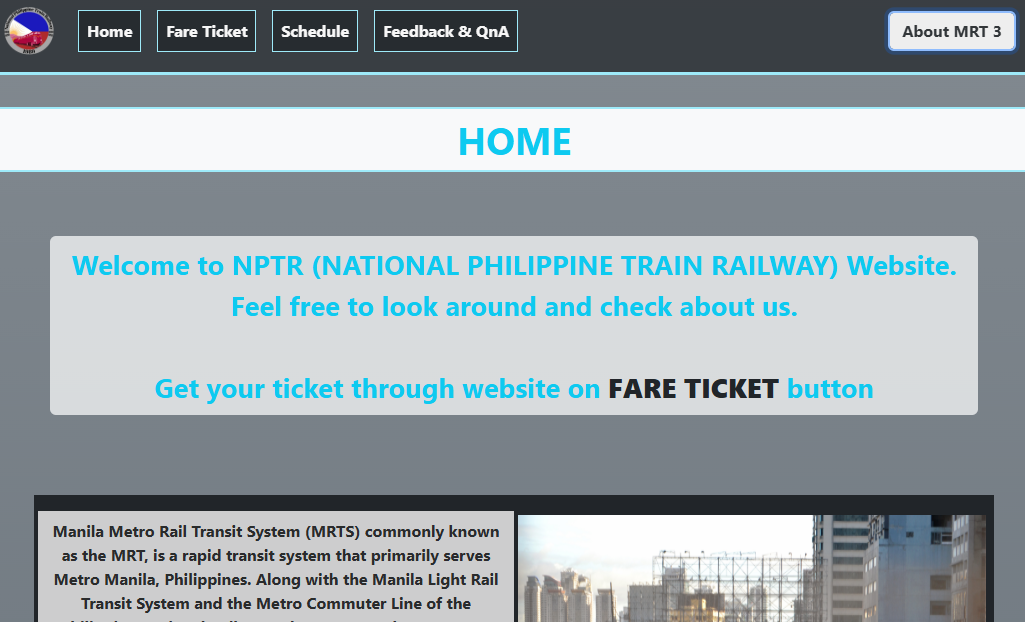 Home
Fare Ticket
Schedule
Feedback & QnA
About MRT 3
HOME
Welcome to NPTR (NATIONAL PHILIPPINE TRAIN RAILWAY) Website.
Feel free to look around and check about us.
Get your ticket through website on FARE TICKET button
Manila Metro Rail Transit System (MRTS) commonly known
as the MRT, is a rapid transit system that primarily serves
Metro Manila, Philippines. Along with the Manila Light Rail
Transit System and the Metro Commuter Line of the